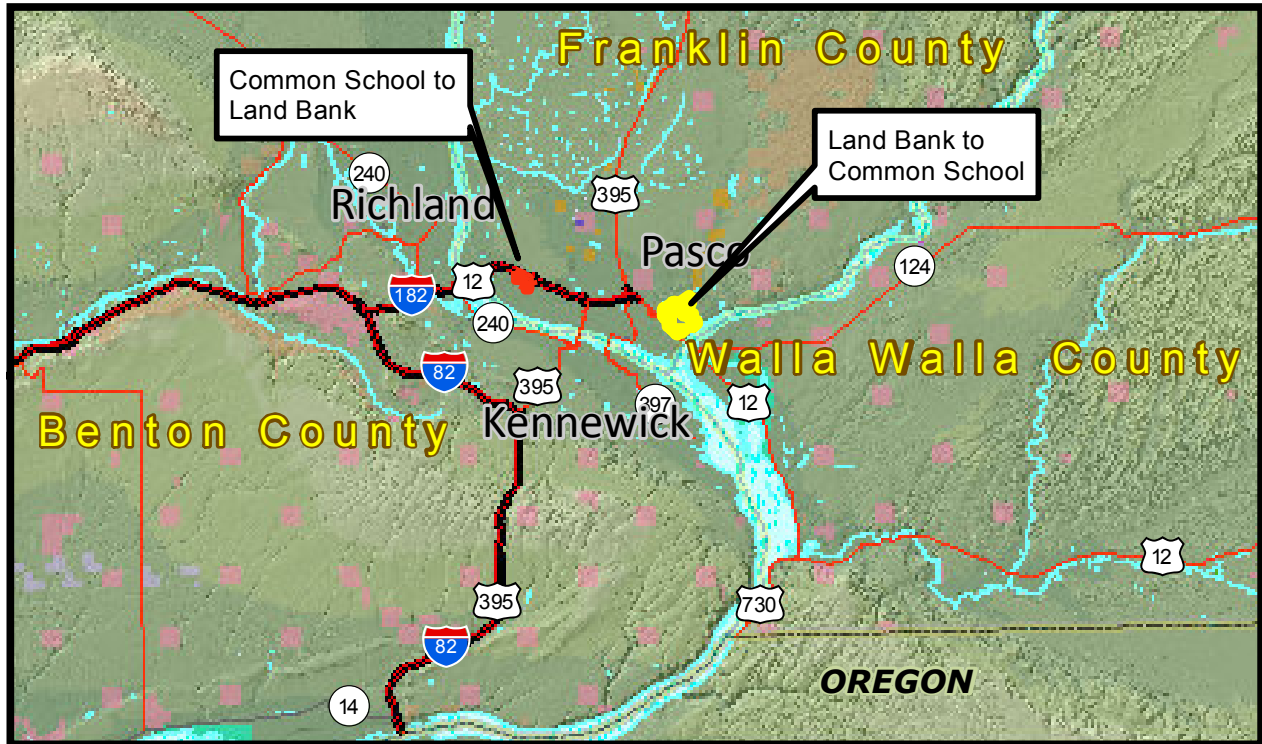 Franklin County
Common School to
Land Bank
Land Bank to
Common School
240
Richland
395
Pasco
124
12
182
240
Walla Walla County
82
395
397
12
Kennewick
Benton County
12
395
730
82
OREGON
14